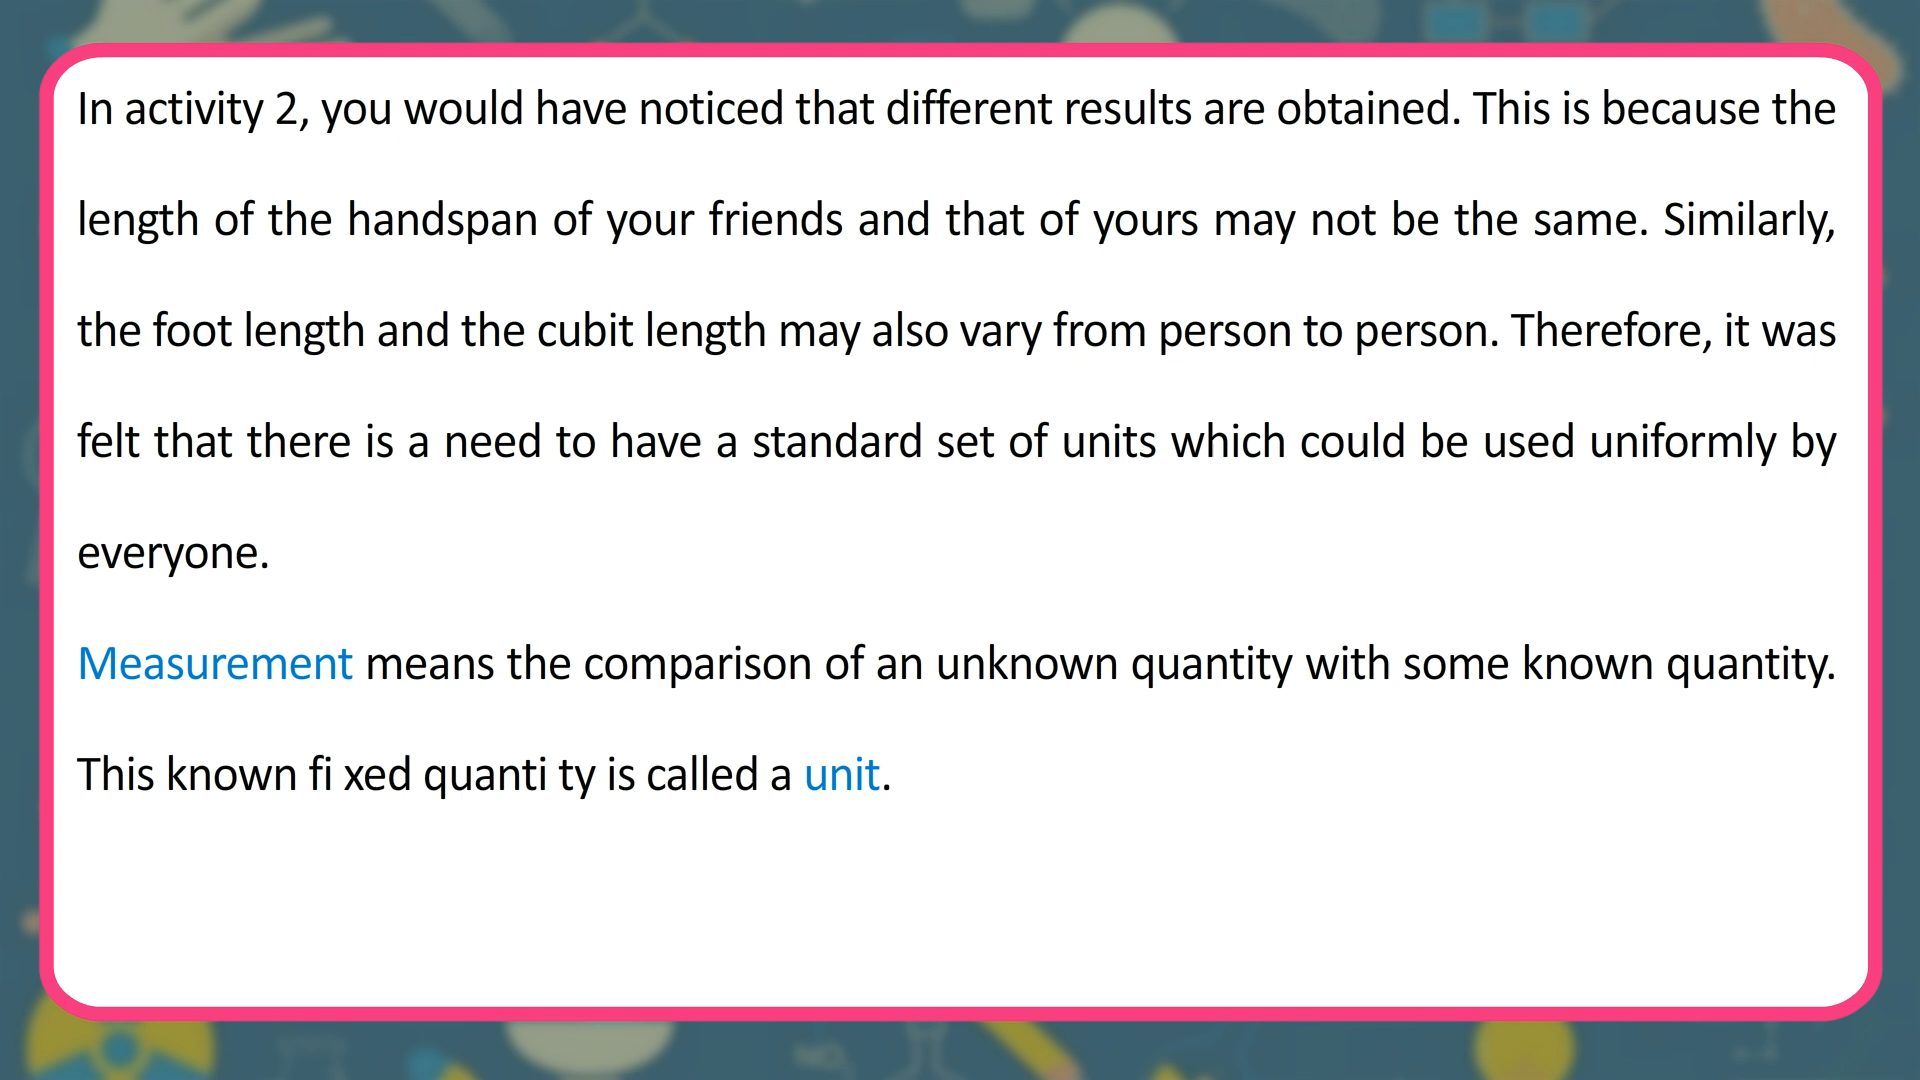 In activity 2, you would have noticed that different results are obtained. This is because the
length of the handspan of your friends and that of yours may not be the same. Similarly,
the foot length and the cubit length may also vary from person to person. Therefore, it was
felt that there is a need to have a standard set of units which could be used uniformly by
everyone.
Measurement means the comparison of an unknown quantity with some known quantity.
This known fi xed quanti ty is called a unit.
NO₂